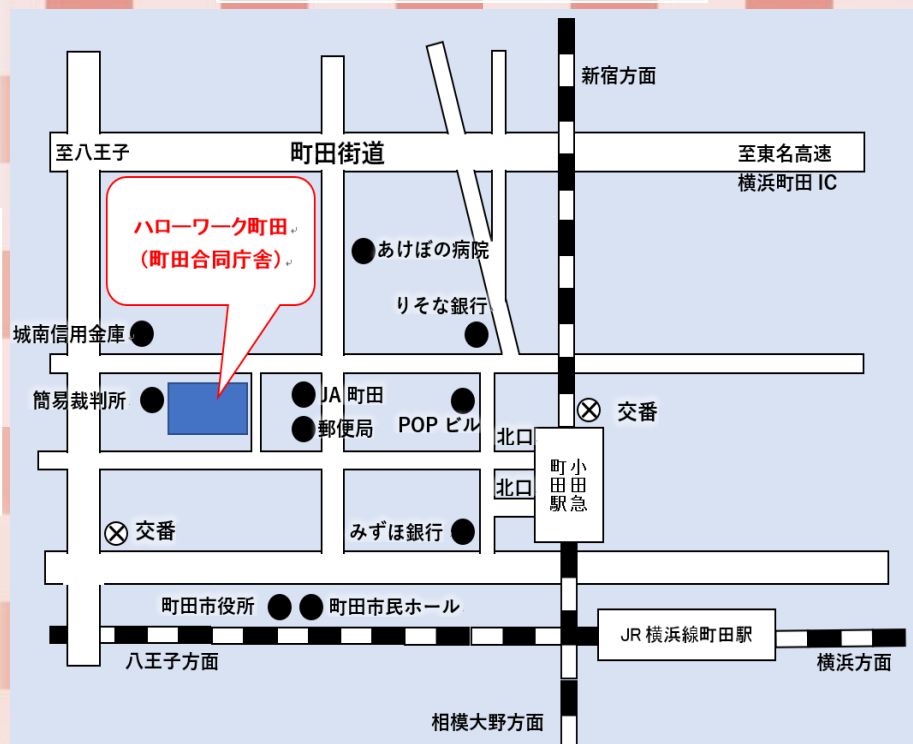 新宿方面
至八王子
町田街道
至東名高速
横浜町田 IC
ハローワーク町田
（町田合同庁舎）
あけぼの病院
りそな銀行
城南信用金庫
簡易裁判所
JA 町田
郵便局
POP ビル
交番
北口
小田急
町田駅
北口
交番
みずほ銀行
町田市役所
町田市民ホール
JR 横浜線町田駅
八王子方面
横浜方面
相模大野方面